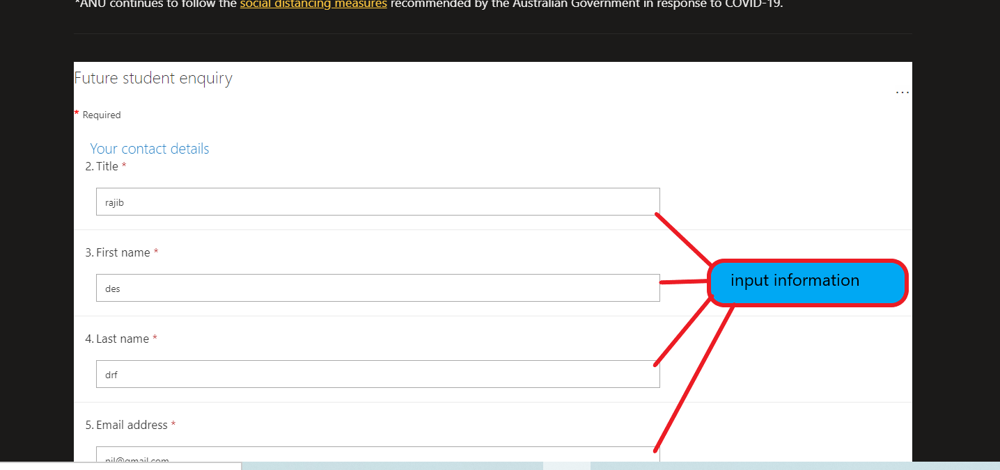 *ANU continues to follow the social distancing measures recommended by the Australian Government in response to COVID-19.
Future student enquiry
...
* Required
Your contact details
2. Title *
rajib
3. First name *
des
input information
4. Last name *
drf
5. Email address *
nil@gmail.com